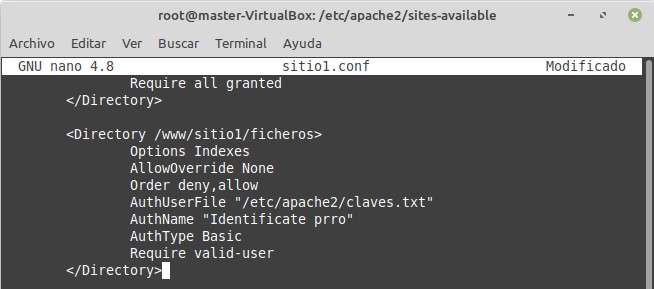 root@master-VirtualBox: /etc/apache2/sites-available
Archivo Editar Ver Buscar Terminal Ayuda
GNU nano 4.8 sitio1.conf Modificado
Require all granted
</Directory>
<Directory /www/sitio1/ficheros>
Options Indexes
AllowOverride None
Order deny,allow
AuthUserFile "/etc/apache2/claves.txt"
AuthName "Identificate prro"
AuthType Basic
Require valid-user
</Directory>